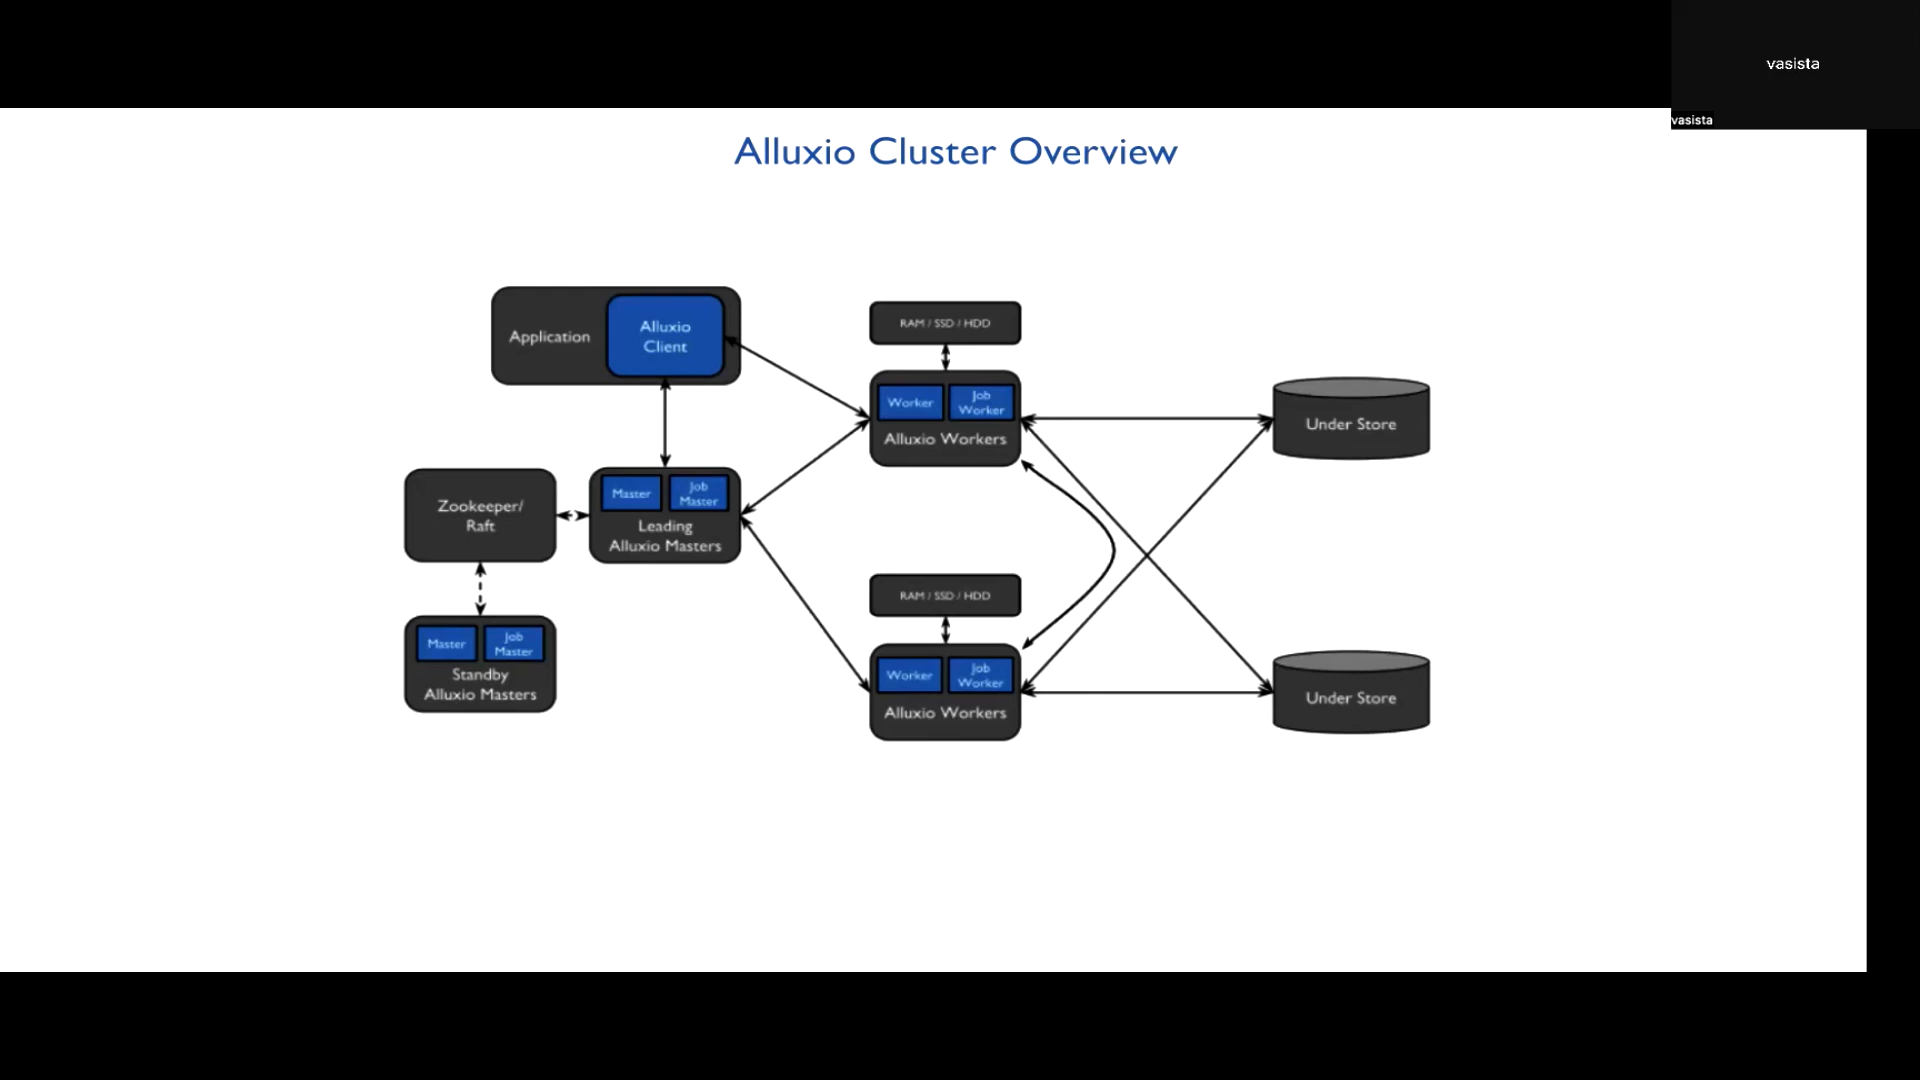 vasista
vasista
Alluxio Cluster Overview
Application
Alluxio
Client
RAM / SSD / HDD
Worker
Job
Worker
Alluxio Workers
Under Store
Zookeeper/
Raft
Master
Job
Master
Leading
Alluxio Masters
RAM / SSD / HDD
Master
Job
Master
Standby
Alluxio Masters
Worker
Job
Worker
Alluxio Workers
Under Store